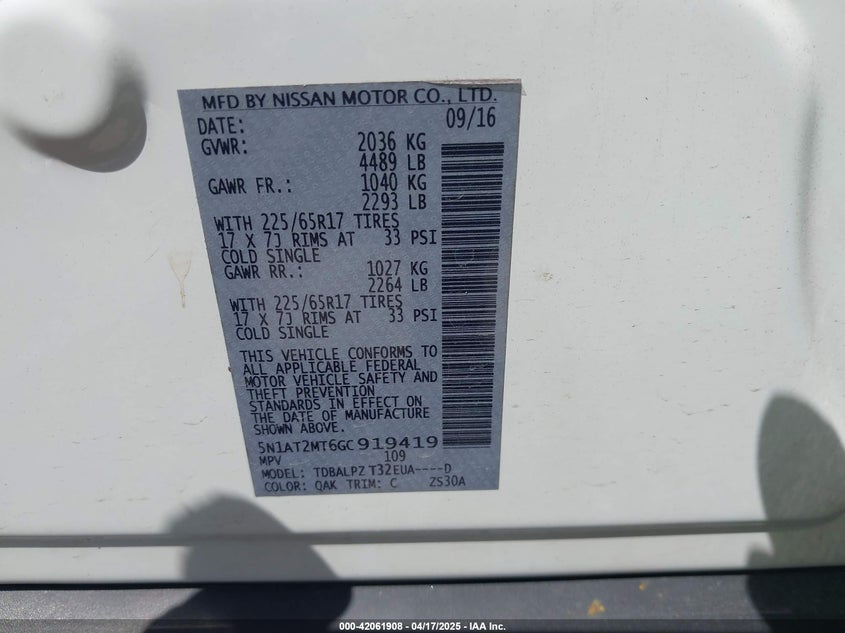 MFD BY NISSAN MOTOR CO., LTD.
DATE: 09/16
GVWR: 2036 KG
4489 LB
GAWR FR.: 1040 KG
2293 LB
WITH 225/65R17 TIRES
17 X 7J RIMS AT 33 PSI
COLD SINGLE
GAWR RR.: 1027 KG
2264 LB
WITH 225/65R17 TIRES
17 X 7J RIMS AT 33 PSI
COLD SINGLE
THIS VEHICLE CONFORMS TO
ALL APPLICABLE FEDERAL
MOTOR VEHICLE SAFETY AND
THEFT PREVENTION
STANDARDS IN EFFECT ON
THE DATE OF MANUFACTURE
SHOWN ABOVE.
5N1AT2MT6GC919419
MPV 109
MODEL: TDBALPZ T32EUA----D
COLOR: QAK TRIM: C ZS30A
000-42061908 - 04/17/2025 - IAA Inc.